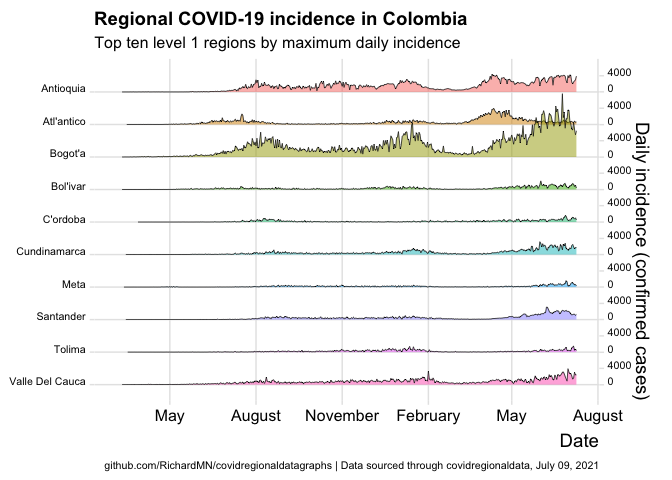 Regional COVID-19 incidence in Colombia
Top ten level 1 regions by maximum daily incidence
Antioquia
4000
0
Atl'antico
4000
0
Bogot'a
4000
0
Bol'ivar
4000
0
C'ordoba
4000
0
Cundinamarca
4000
0
Meta
4000
0
Santander
4000
0
Tolima
4000
0
Valle Del Cauca
4000
0
Daily incidence (confirmed cases)
May August November February May August
Date
github.com/RichardMN/covidregionaldatagraphs | Data sourced through covidregionaldata, July 09, 2021